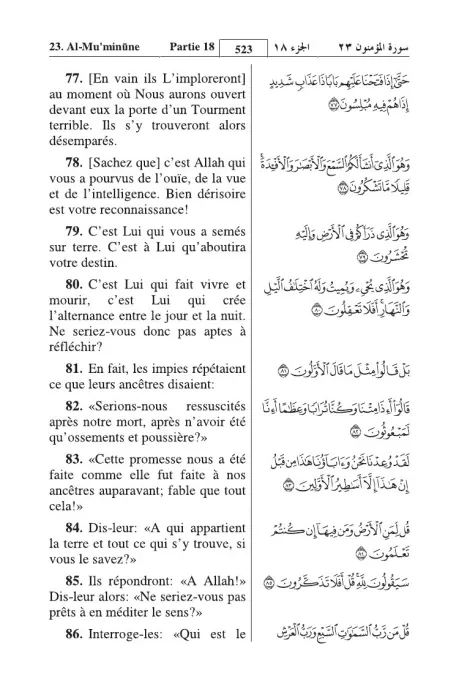 23. Al-Mu'minūne Partie 18 523 الجزء ١٨ سورة المؤمنون ٢٣
77. [En vain ils L'imploreront]
au moment où Nous aurons ouvert
devant eux la porte d'un Tourment
terrible. Ils s'y trouveront alors
désemparés.
78. [Sachez que] c'est Allah qui
vous a pourvus de l'ouïe, de la vue
et de l'intelligence. Bien dérisoire
est votre reconnaissance!
79. C'est Lui qui vous a semés
sur terre. C'est à Lui qu'aboutira
votre destin.
80. C'est Lui qui fait vivre et
mourir, c'est Lui qui crée
l'alternance entre le jour et la nuit.
Ne seriez-vous donc pas aptes à
réfléchir?
81. En fait, les impies répétaient
ce que leurs ancêtres disaient:
82. «Serions-nous ressuscités
après notre mort, après n'avoir été
qu'ossements et poussière?»
83. «Cette promesse nous a été
faite comme elle fut faite à nos
ancêtres auparavant; fable que tout
cela!»
84. Dis-leur: «A qui appartient
la terre et tout ce qui s'y trouve, si
vous le savez?»
85. Ils répondront: «A Allah!»
Dis-leur alors: «Ne seriez-vous pas
prêts à en méditer le sens?»
86. Interroge-les: «Qui est le
حَتَّىٰ إِذَا فَتَحْنَا عَلَيْهِم بَابًا ذَا عَذَابٍ شَدِيدٍ
إِذَا هُمْ فِيهِ مُبْلِسُونَ ٧٧
وَهُوَ ٱلَّذِىٓ أَنشَأَ لَكُمُ ٱلسَّمْعَ وَٱلْأَبْصَٰرَ وَٱلْأَفْـِٔدَةَ ۚ
قَلِيلًا مَّا تَشْكُرُونَ ٧٨
وَهُوَ ٱلَّذِى ذَرَأَكُمْ فِى ٱلْأَرْضِ وَإِلَيْهِ
تُحْشَرُونَ ٧٩
وَهُوَ ٱلَّذِى يُحْىِۦ وَيُمِيتُ وَلَهُ ٱخْتِلَٰفُ ٱلَّيْلِ
وَٱلنَّهَارِ ۚ أَفَلَا تَعْقِلُونَ ٨٠
بَلْ قَالُوا۟ مِثْلَ مَا قَالَ ٱلْأَوَّلُونَ ٨١
قَالُوٓا۟ أَءِذَا مِتْنَا وَكُنَّا تُرَابًا وَعِظَٰمًا أَءِنَّا
لَمَبْعُوثُونَ ٨٢
لَقَدْ وُعِدْنَا نَحْنُ وَءَابَآؤُنَا هَٰذَا مِن قَبْلُ
إِنْ هَٰذَآ إِلَّآ أَسَٰطِيرُ ٱلْأَوَّلِينَ ٨٣
قُل لِّمَنِ ٱلْأَرْضُ وَمَن فِيهَآ إِن كُنتُمْ
تَعْلَمُونَ ٨٤
سَيَقُولُونَ لِلَّهِ ۚ قُلْ أَفَلَا تَذَكَّرُونَ ٨٥
قُلْ مَن رَّبُّ ٱلسَّمَٰوَٰتِ ٱلسَّبْعِ وَرَبُّ ٱلْعَرْشِ